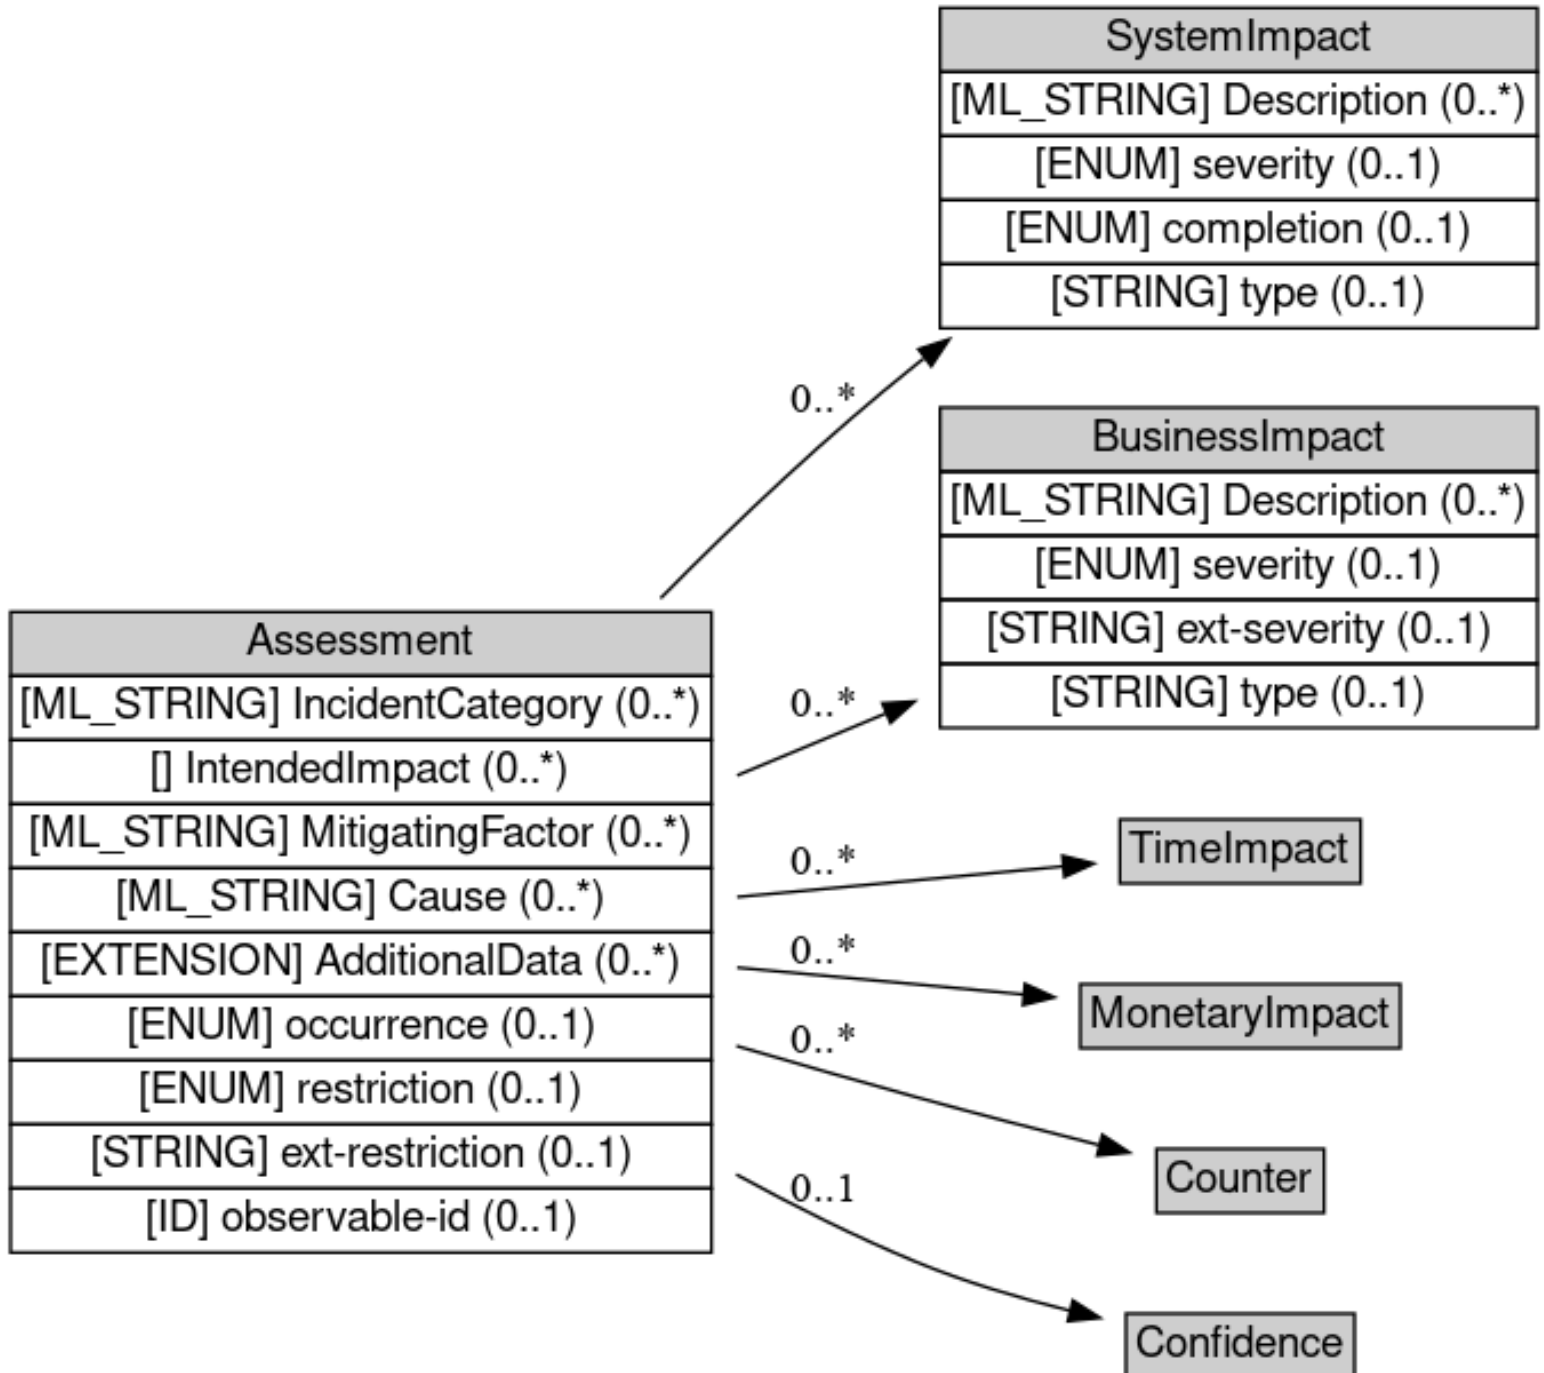 SystemImpact
[ML_STRING] Description (0..*)
[ENUM] severity (0..1)
[ENUM] completion (0..1)
[STRING] type (0..1)
0..*
BusinessImpact
[ML_STRING] Description (0..*)
[ENUM] severity (0..1)
[STRING] ext-severity (0..1)
[STRING] type (0..1)
Assessment
[ML_STRING] IncidentCategory (0..*)
[] IntendedImpact (0..*)
[ML_STRING] MitigatingFactor (0..*)
[ML_STRING] Cause (0..*)
[EXTENSION] AdditionalData (0..*)
[ENUM] occurrence (0..1)
[ENUM] restriction (0..1)
[STRING] ext-restriction (0..1)
[ID] observable-id (0..1)
0..*
0..*
TimeImpact
0..*
MonetaryImpact
0..*
Counter
0..1
Confidence